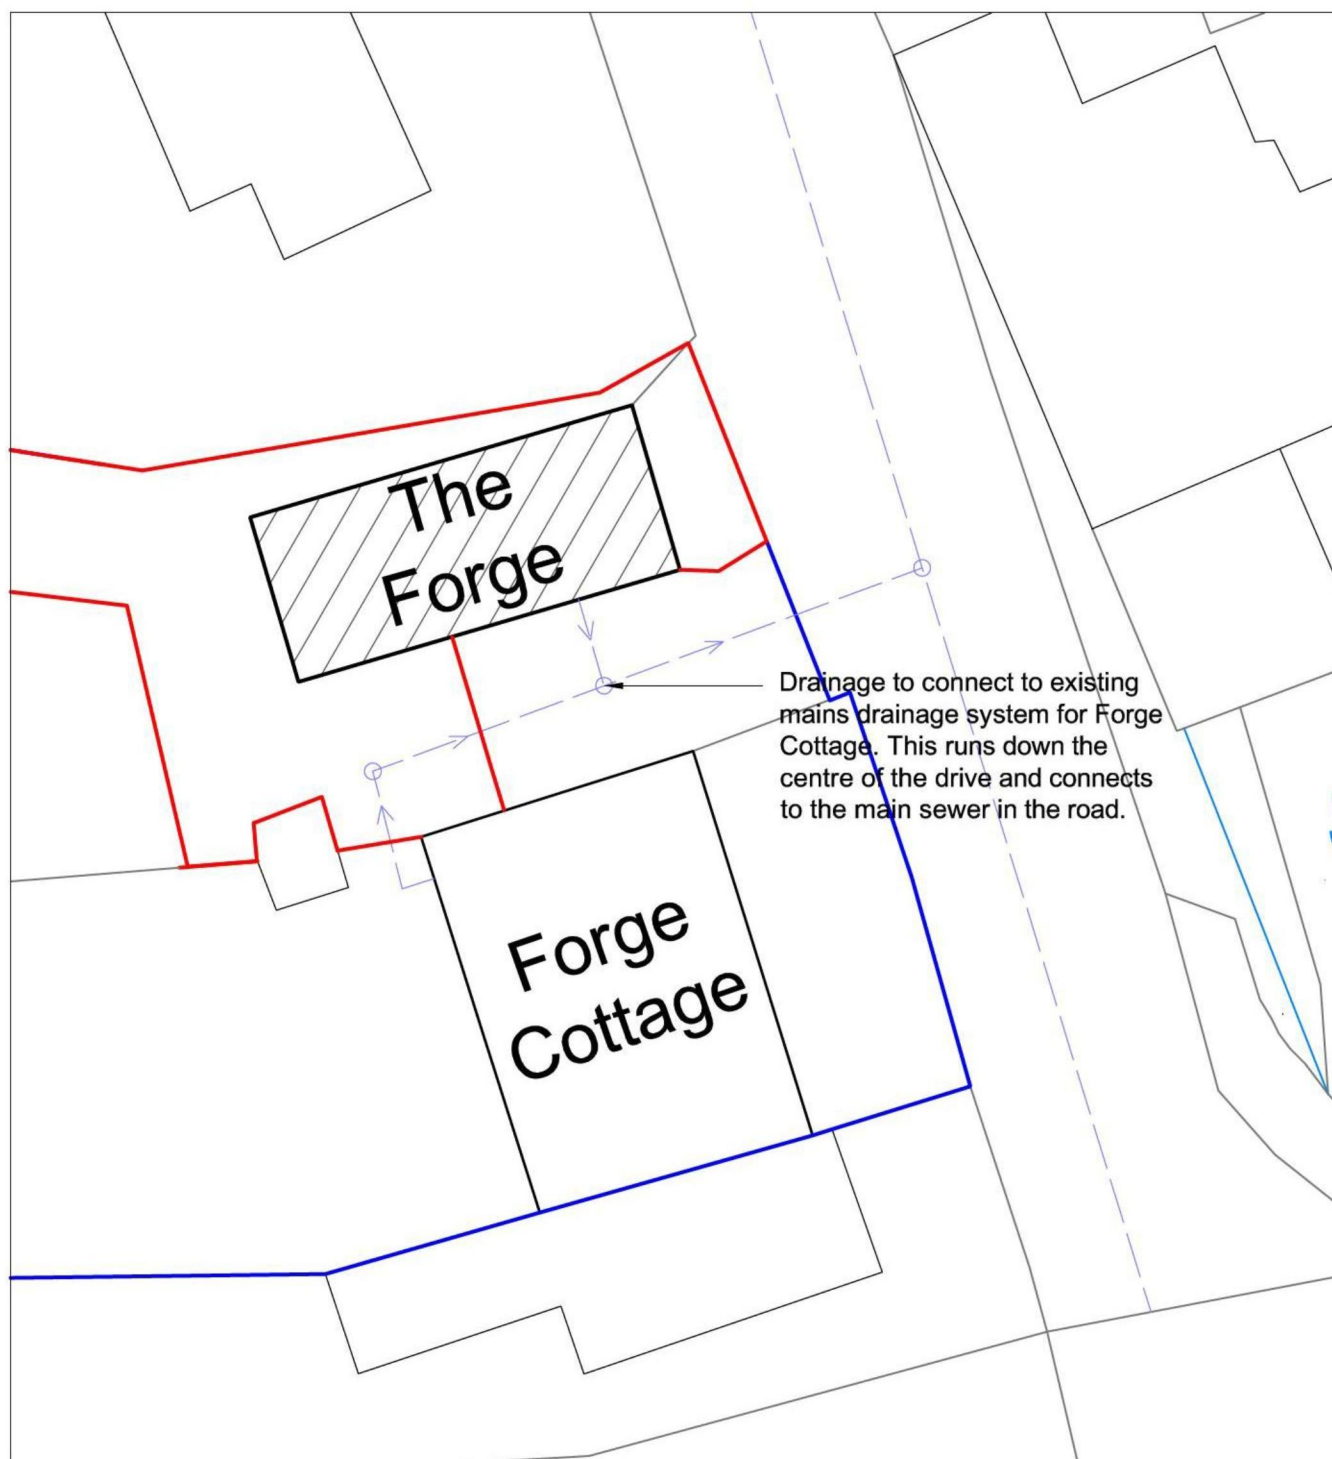 The
Forge
Drainage to connect to existing
mains drainage system for Forge
Cottage. This runs down the
centre of the drive and connects
to the main sewer in the road.
Forge
Cottage